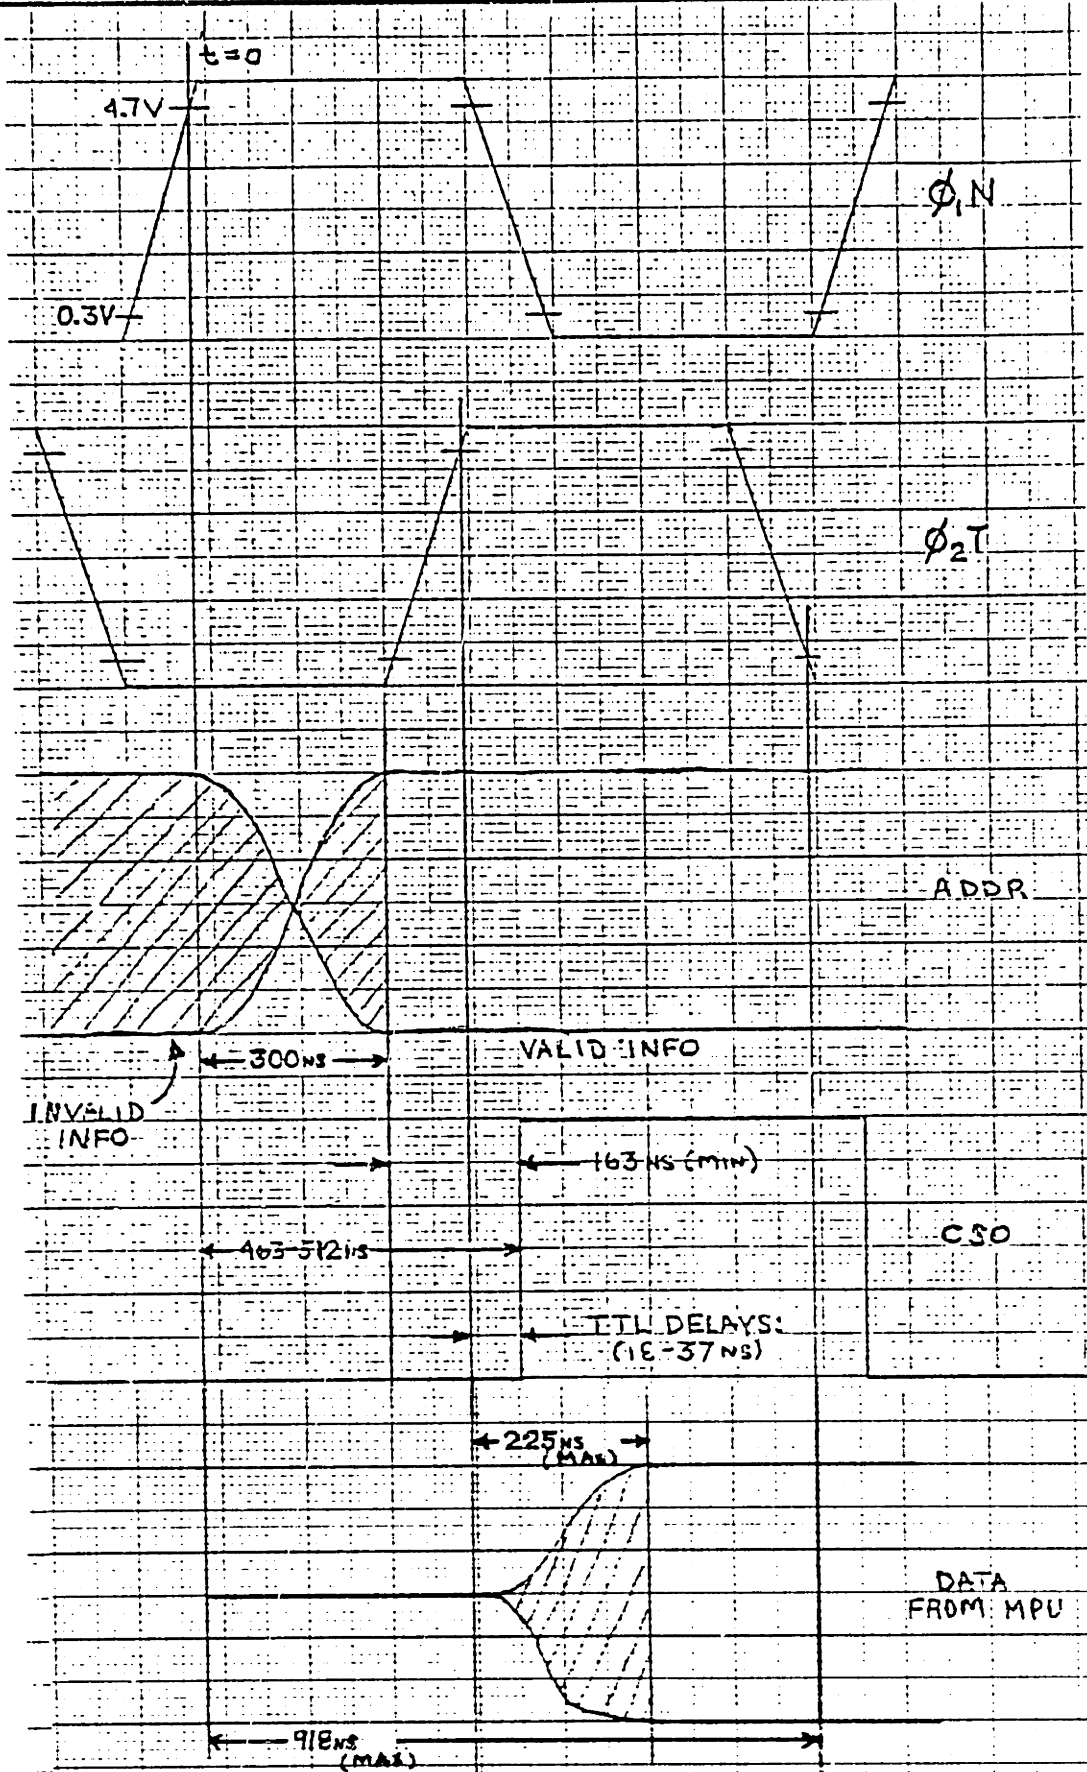 t=0
4.7V
0.3V
Ø₁N
Ø₂T
ADDR
300NS
VALID INFO
INVALID
INFO
163 NS (MIN)
CSO
463-512NS
TTL DELAYS:
(18-37 NS)
225NS
(MAX)
DATA
FROM MPU
918NS
(MAX)